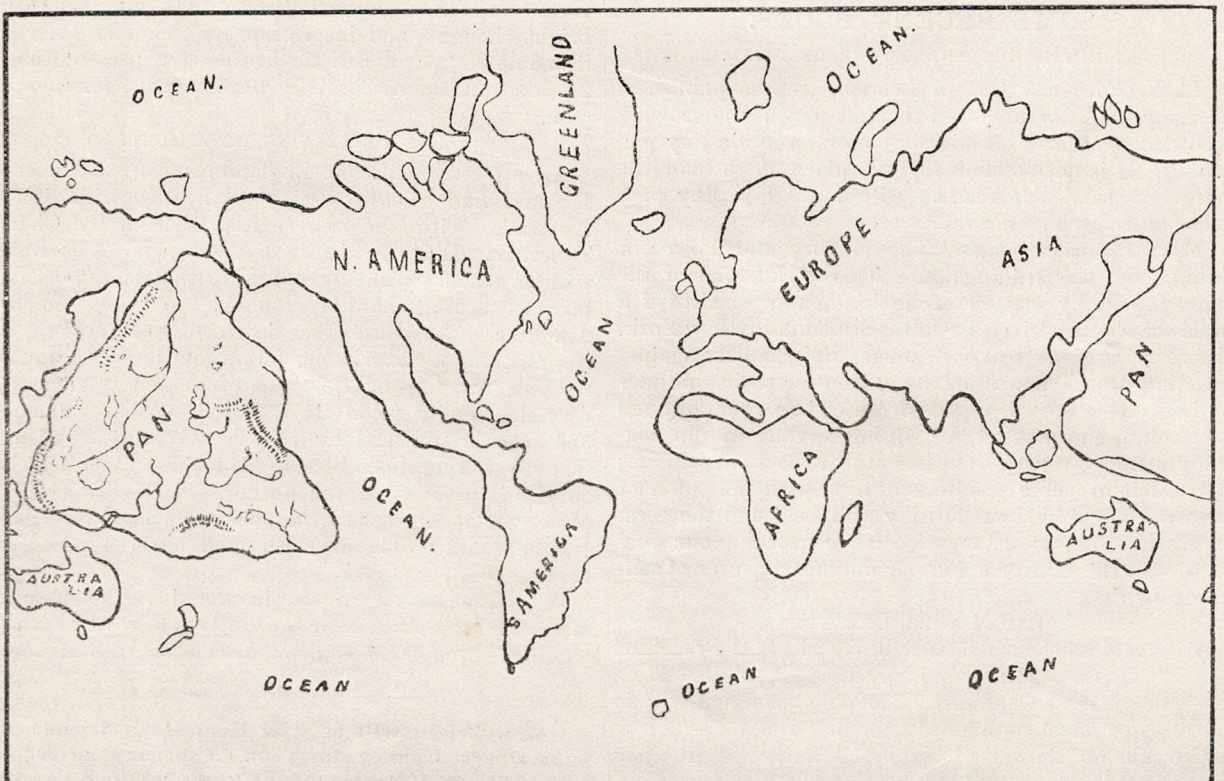 OCEAN.
GREENLAND
OCEAN.
N. AMERICA
EUROPE
ASIA
OCEAN
PAN
PAN
OCEAN.
AFRICA
S AMERICA
AUSTRA
LIA
AUSTRA
LIA
OCEAN
OCEAN
OCEAN